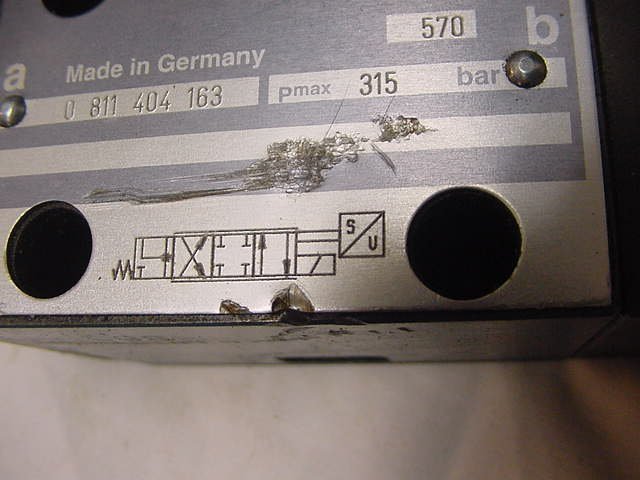 570
a b
Made in Germany
0 811 404 163 pmax 315 bar
S
U